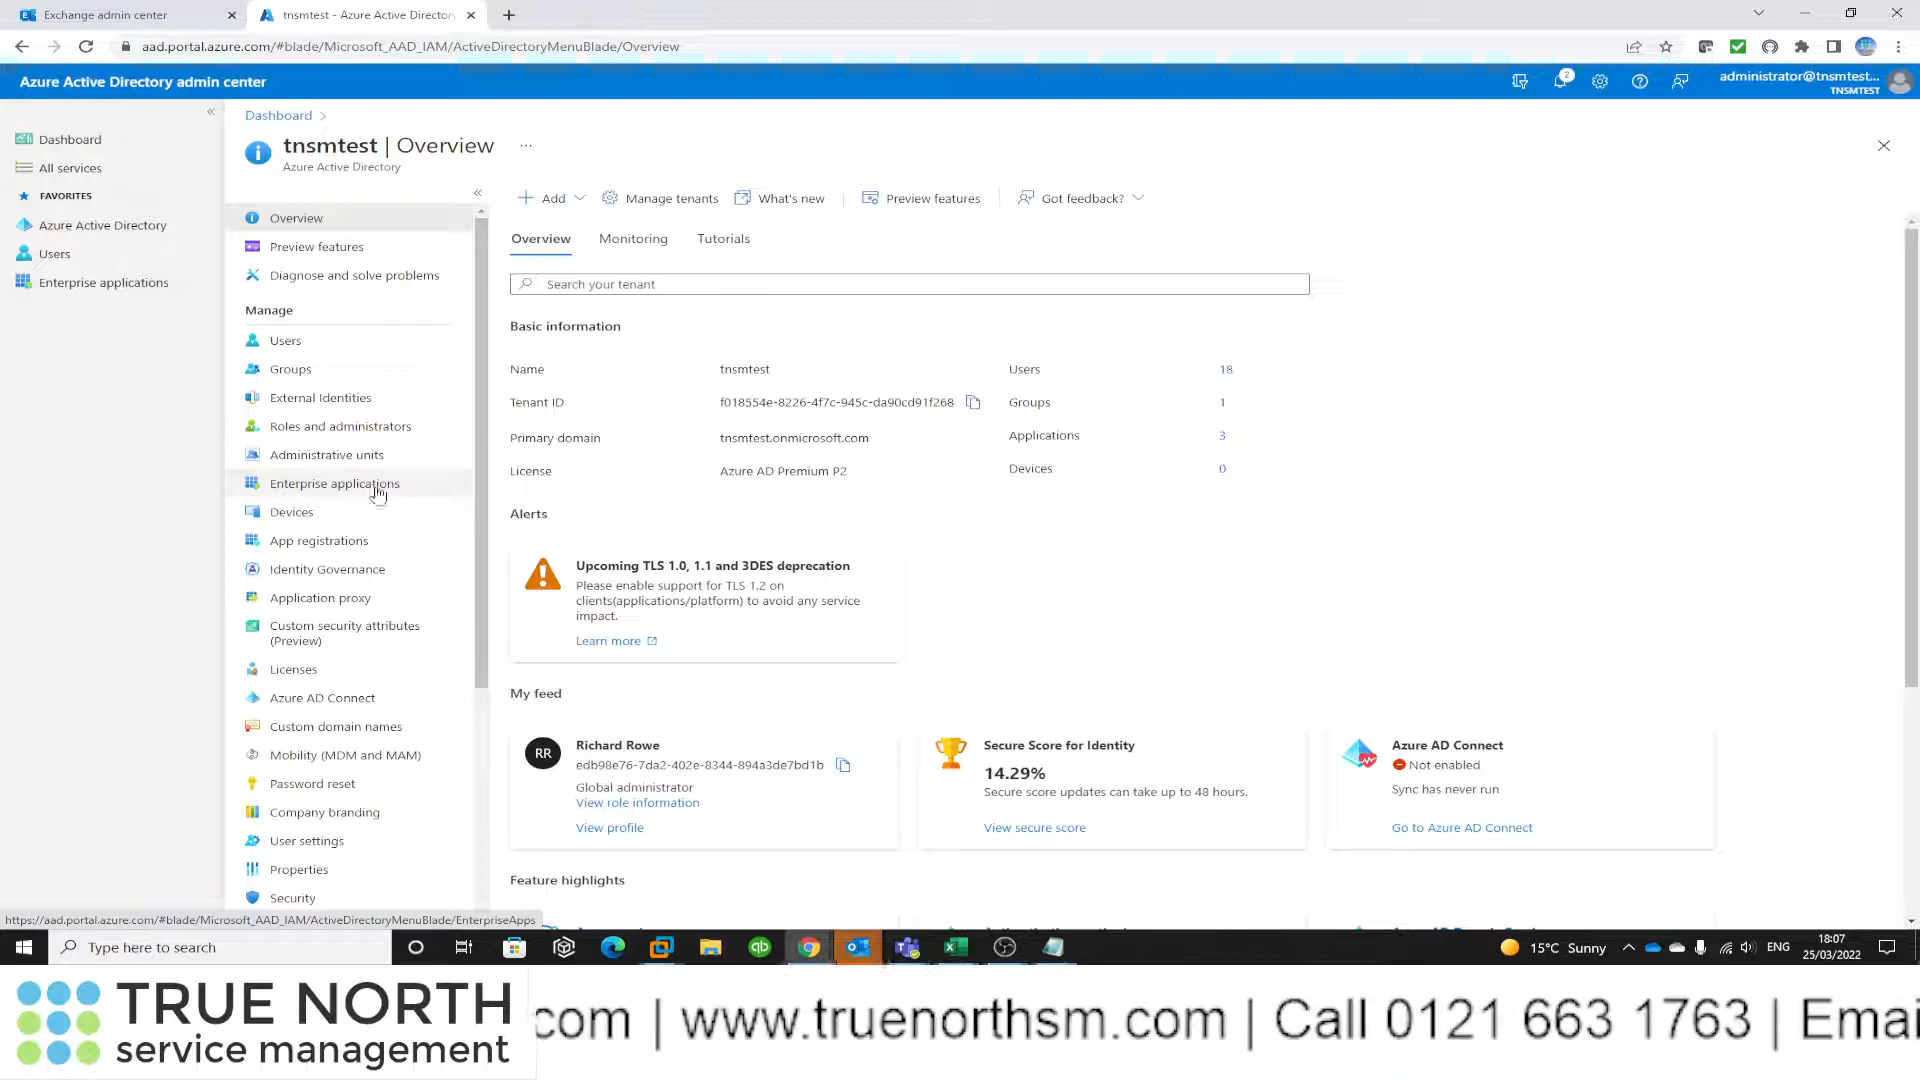 Exchange admin center
tnsmtest - Azure Active Directory
aad.portal.azure.com/#blade/Microsoft_AAD_IAM/ActiveDirectoryMenuBlade/Overview
Azure Active Directory admin center
2
administrator@tnsmtest...
TNSMTEST
Dashboard
All services
FAVORITES
Azure Active Directory
Users
Enterprise applications
Dashboard >
tnsmtest | Overview ...
Azure Active Directory
Overview
Preview features
Diagnose and solve problems
Manage
Users
Groups
External Identities
Roles and administrators
Administrative units
Enterprise applications
Devices
App registrations
Identity Governance
Application proxy
Custom security attributes
(Preview)
Licenses
Azure AD Connect
Custom domain names
Mobility (MDM and MAM)
Password reset
Company branding
User settings
Properties
Security
Add Manage tenants What's new Preview features Got feedback?
Overview Monitoring Tutorials
Search your tenant
Basic information
Name tnsmtest Users 18
Tenant ID f018554e-8226-4f7c-945c-da90cd91f268 Groups 1
Primary domain tnsmtest.onmicrosoft.com Applications 3
License Azure AD Premium P2 Devices 0
Alerts
Upcoming TLS 1.0, 1.1 and 3DES deprecation
Please enable support for TLS 1.2 on
clients(applications/platform) to avoid any service
impact.
Learn more
My feed
RR
Richard Rowe
edb98e76-7da2-402e-8344-894a3de7bd1b
Global administrator
View role information
View profile
Secure Score for Identity
14.29%
Secure score updates can take up to 48 hours.
View secure score
Azure AD Connect
Not enabled
Sync has never run
Go to Azure AD Connect
Feature highlights
https://aad.portal.azure.com/#blade/Microsoft_AAD_IAM/ActiveDirectoryMenuBlade/EnterpriseApps
Type here to search
15°C Sunny
ENG
18:07
25/03/2022
TRUE NORTH
service management
com | www.truenorthsm.com | Call 0121 663 1763 | Emai